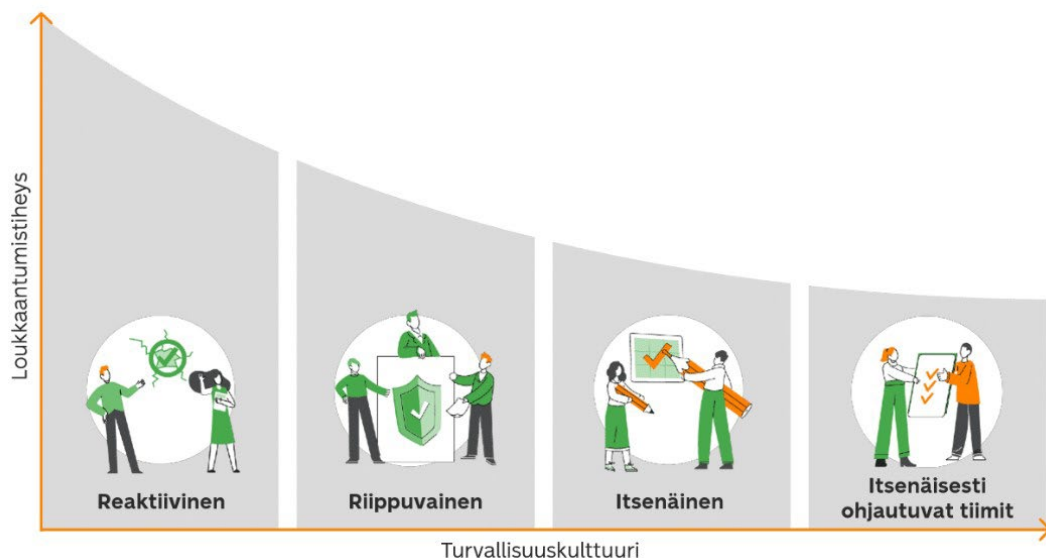 Loukkaantumistiheys
Reaktiivinen
Riippuvainen
Itsenäinen
Itsenäisesti
ohjautuvat tiimit
Turvallisuuskulttuuri